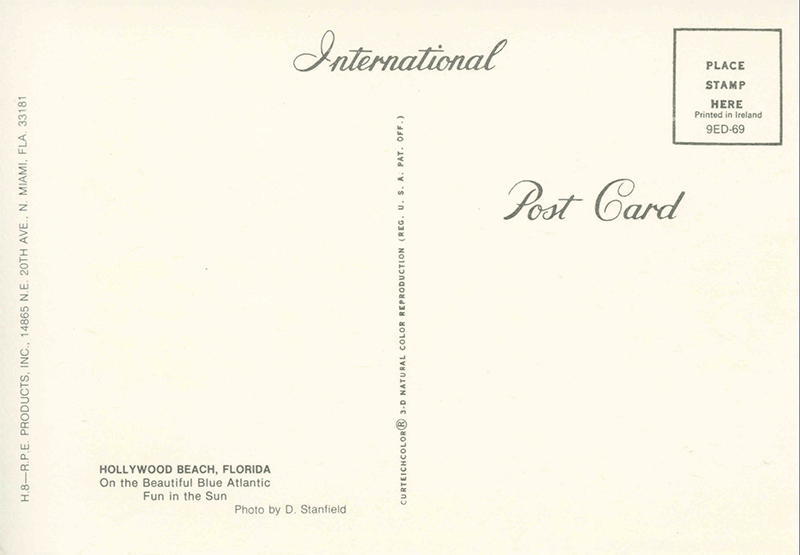 International
PLACE
STAMP
HERE
Printed in Ireland
9ED-69
Post Card
H.8—R.P.E. PRODUCTS, INC., 14865 N.E. 20TH AVE., N. MIAMI, FLA. 33181
CURTEICHCOLOR® 3-D NATURAL COLOR REPRODUCTION (REG. U. S. A. PAT. OFF.)
HOLLYWOOD BEACH, FLORIDA
On the Beautiful Blue Atlantic
Fun in the Sun
Photo by D. Stanfield